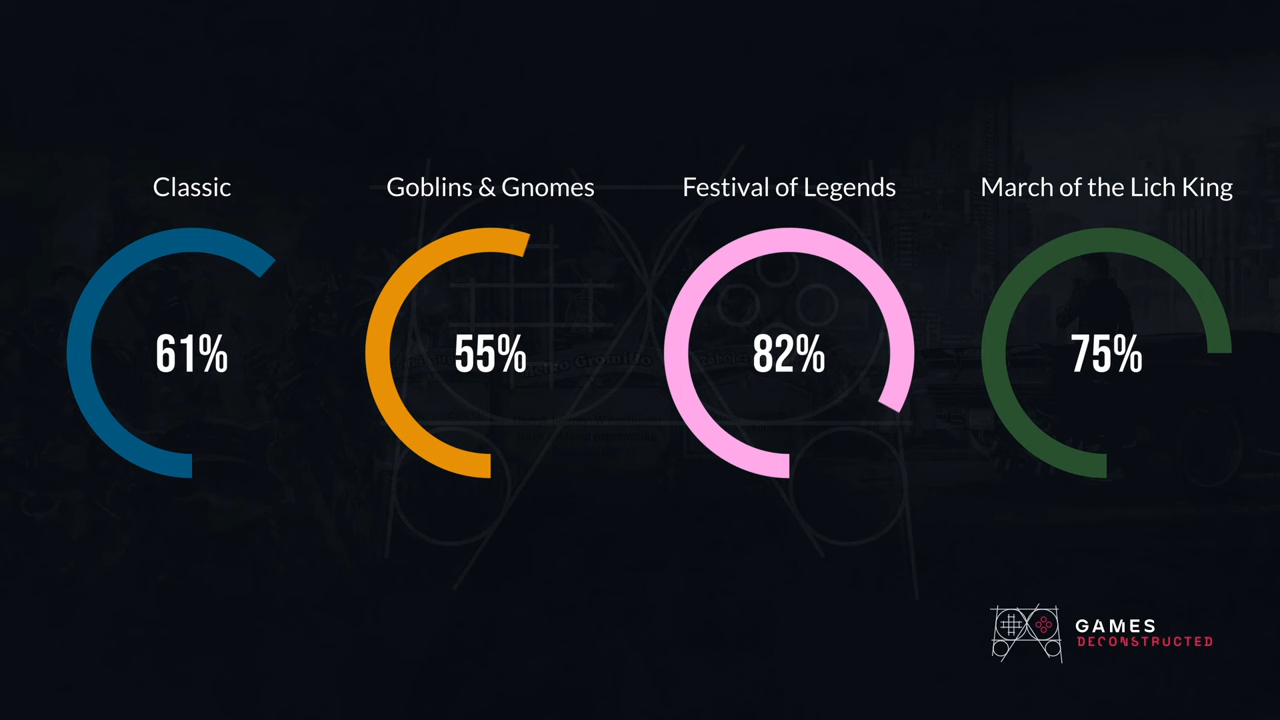 Classic
Goblins & Gnomes
Festival of Legends
March of the Lich King
61%
55%
82%
75%
GAMES
DECONSTRUCTED